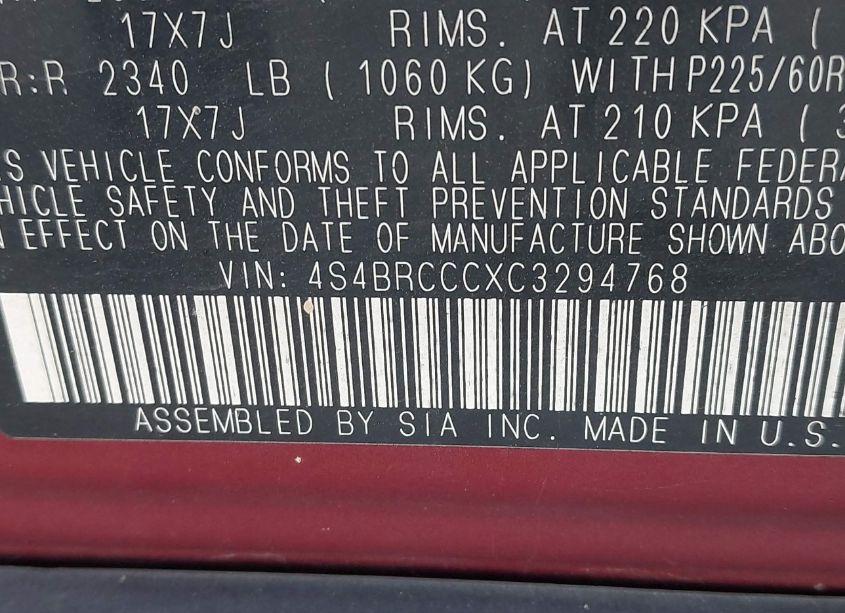 17X7J RIMS. AT 220 KPA (
R:R 2340 LB ( 1060 KG) WITH P225/60R
17X7J RIMS. AT 210 KPA ( 3
S VEHICLE CONFORMS TO ALL APPLICABLE FEDERA
HICLE SAFETY AND THEFT PREVENTION STANDARDS
N EFFECT ON THE DATE OF MANUFACTURE SHOWN ABO
VIN: 4S4BRCCCXC3294768
ASSEMBLED BY SIA INC. MADE IN U.S.